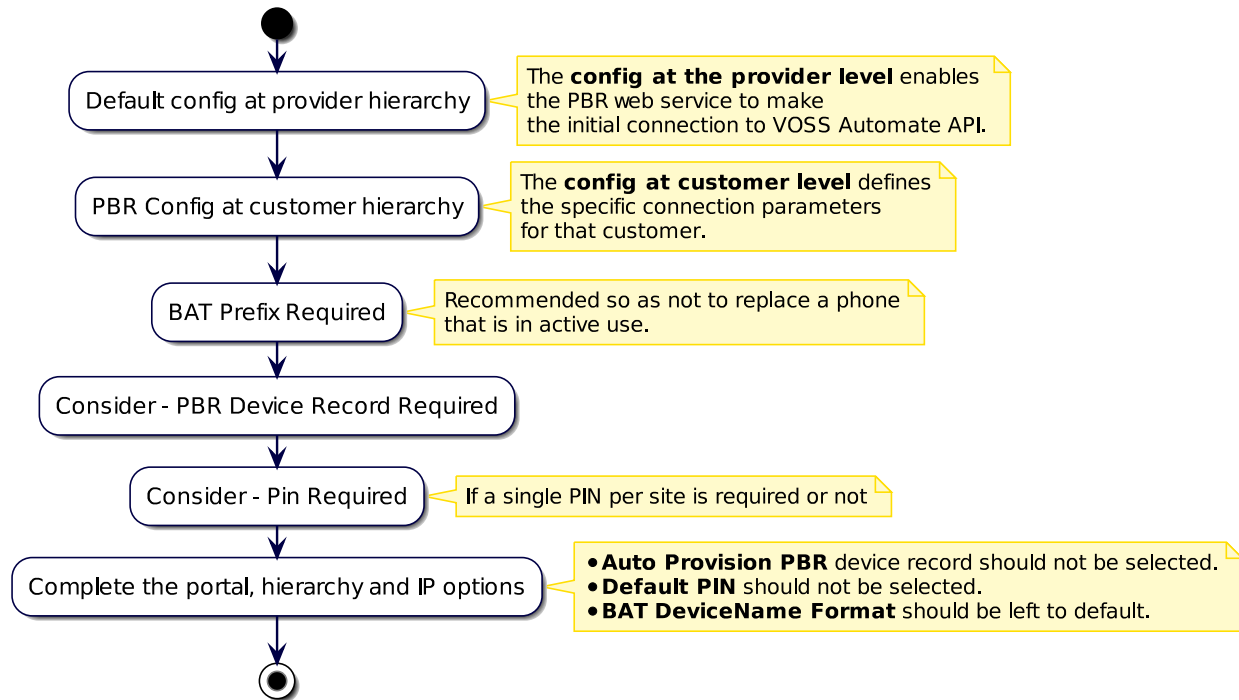 Default config at provider hierarchy
The config at the provider level enables
the PBR web service to make
the initial connection to VOSS Automate API.
PBR Config at customer hierarchy
The config at customer level defines
the specific connection parameters
for that customer.
BAT Prefix Required
Recommended so as not to replace a phone
that is in active use.
Consider - PBR Device Record Required
Consider - Pin Required
If a single PIN per site is required or not
Complete the portal, hierarchy and IP options
• Auto Provision PBR device record should not be selected.
• Default PIN should not be selected.
• BAT DeviceName Format should be left to default.